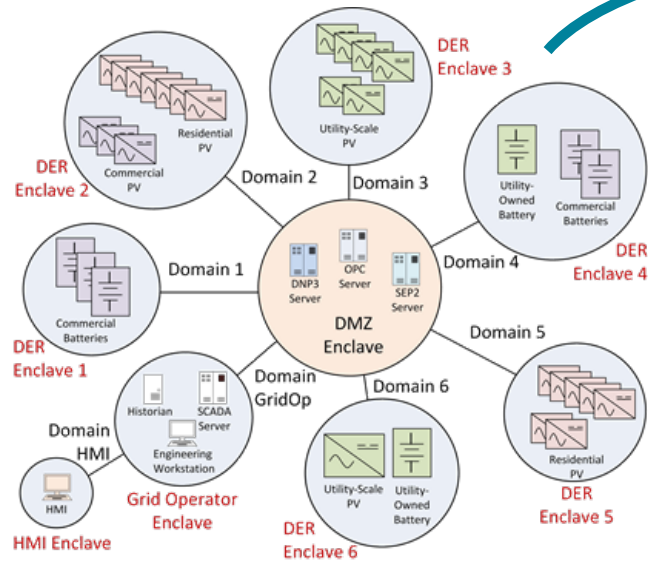 DER
Enclave 3
Utility-Scale
PV
Residential
PV
Commercial
PV
DER
Enclave 2
Domain 2
Domain 3
Utility-
Owned
Battery
Commercial
Batteries
DER
Enclave 4
Domain 4
Domain 1
DNP3
Server
OPC
Server
SEP2
Server
DMZ
Enclave
Commercial
Batteries
DER
Enclave 1
Domain 5
Domain
GridOp
Domain 6
Historian
SCADA
Server
Engineering
Workstation
Domain
HMI
Grid Operator
Enclave
HMI
HMI Enclave
Utility-Scale
PV
Utility-
Owned
Battery
DER
Enclave 6
Residential
PV
DER
Enclave 5